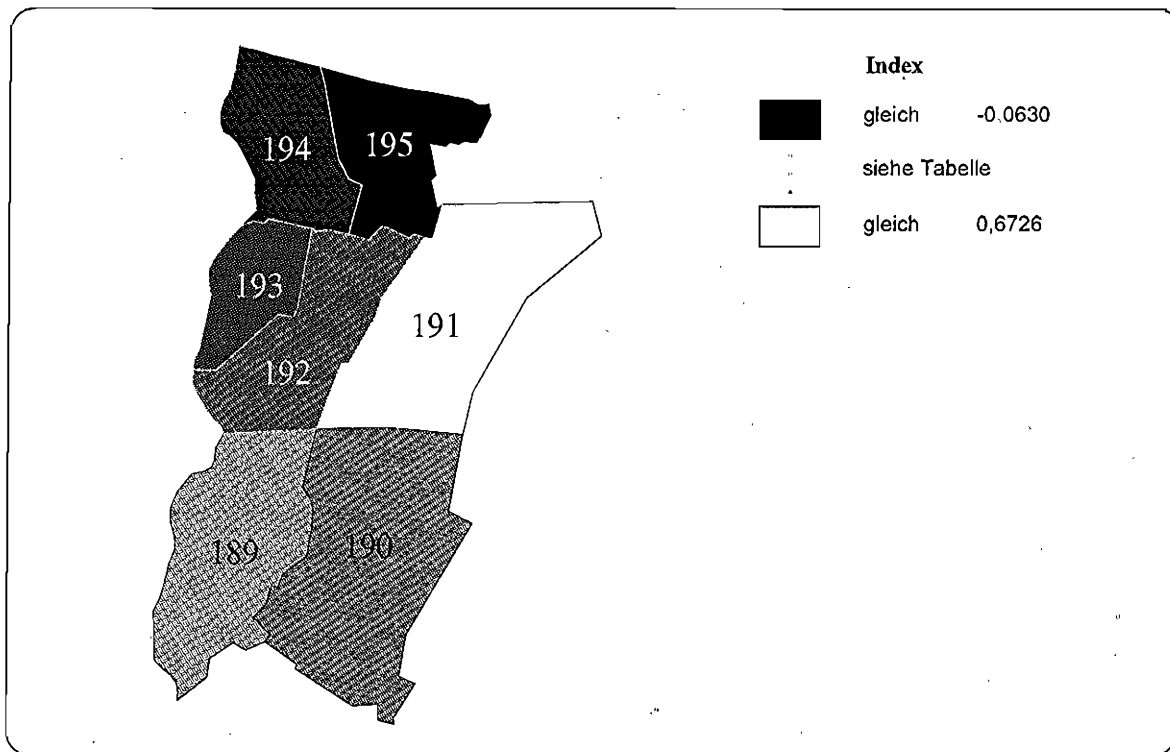 Index
gleich -0,0630
siehe Tabelle
gleich 0,6726
194
195
193
191
192
189
190